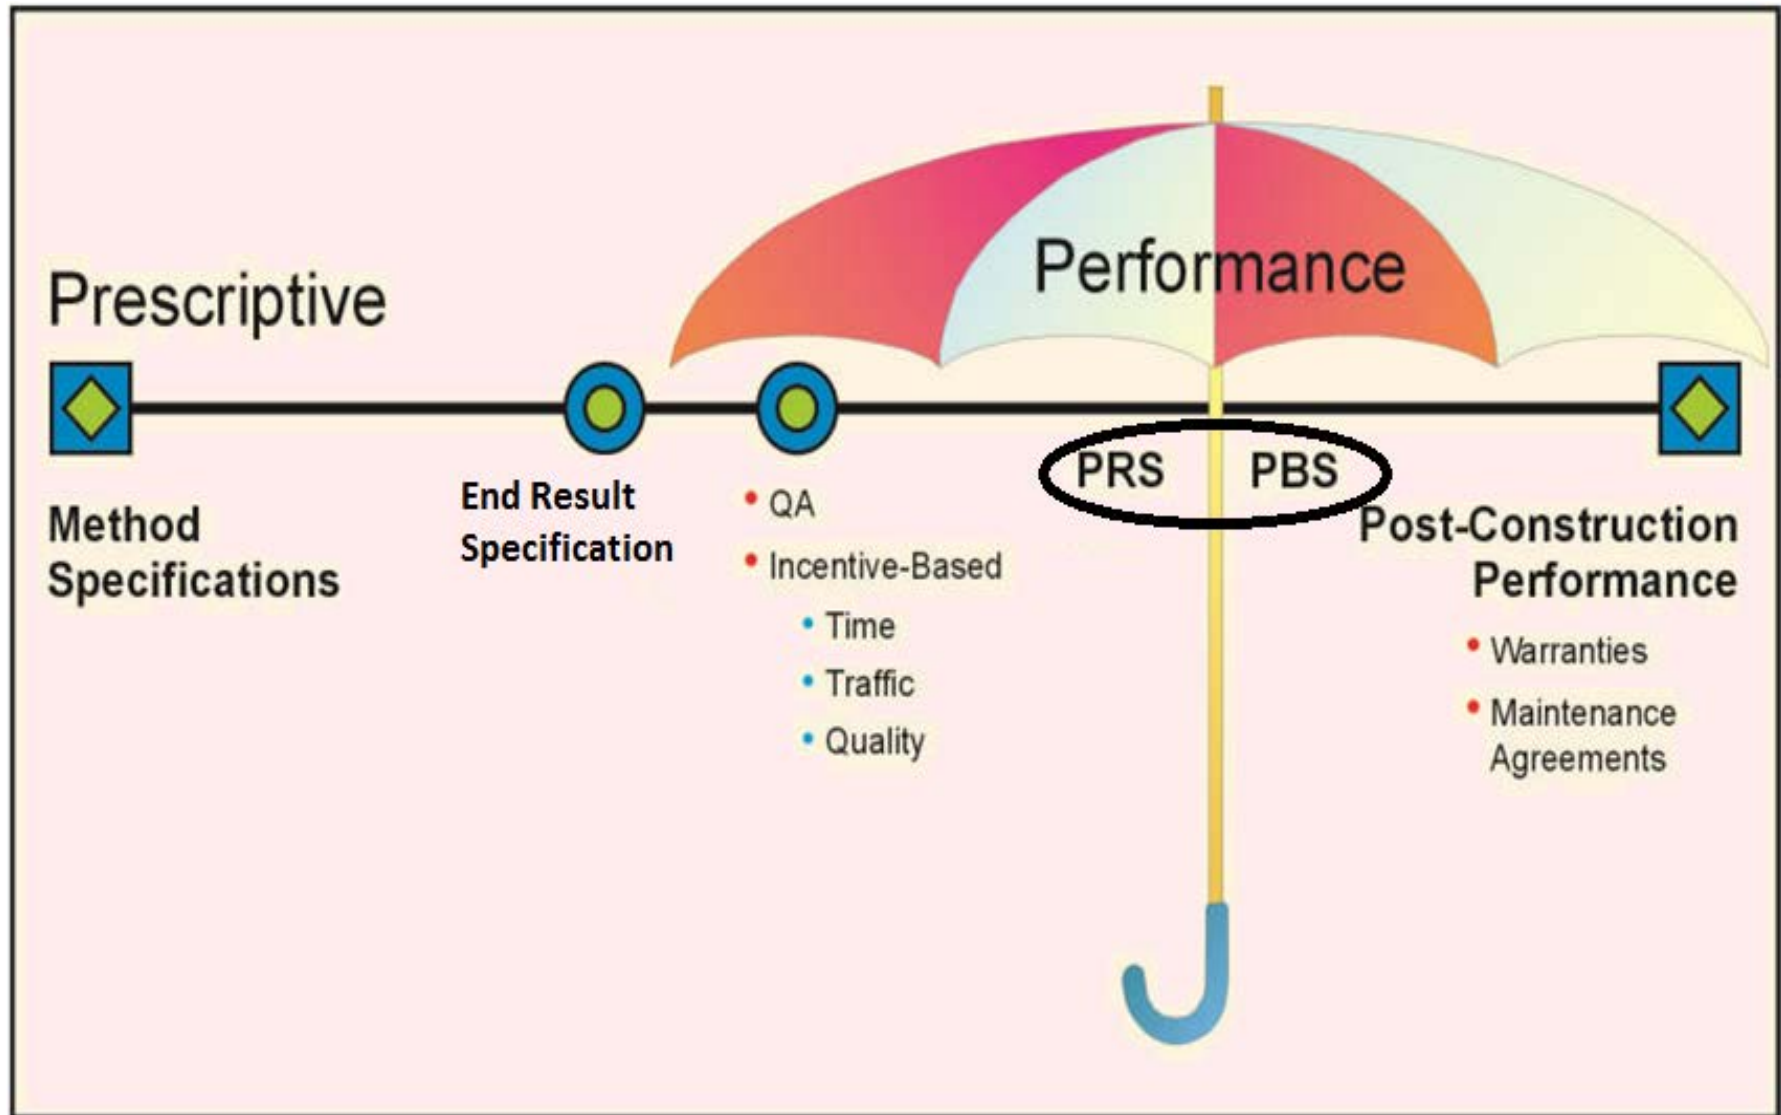 Performance
Prescriptive
Method
Specifications
End Result
Specification
• QA
• Incentive-Based
• Time
• Traffic
• Quality
PRS PBS
Post-Construction
Performance
• Warranties
• Maintenance
Agreements